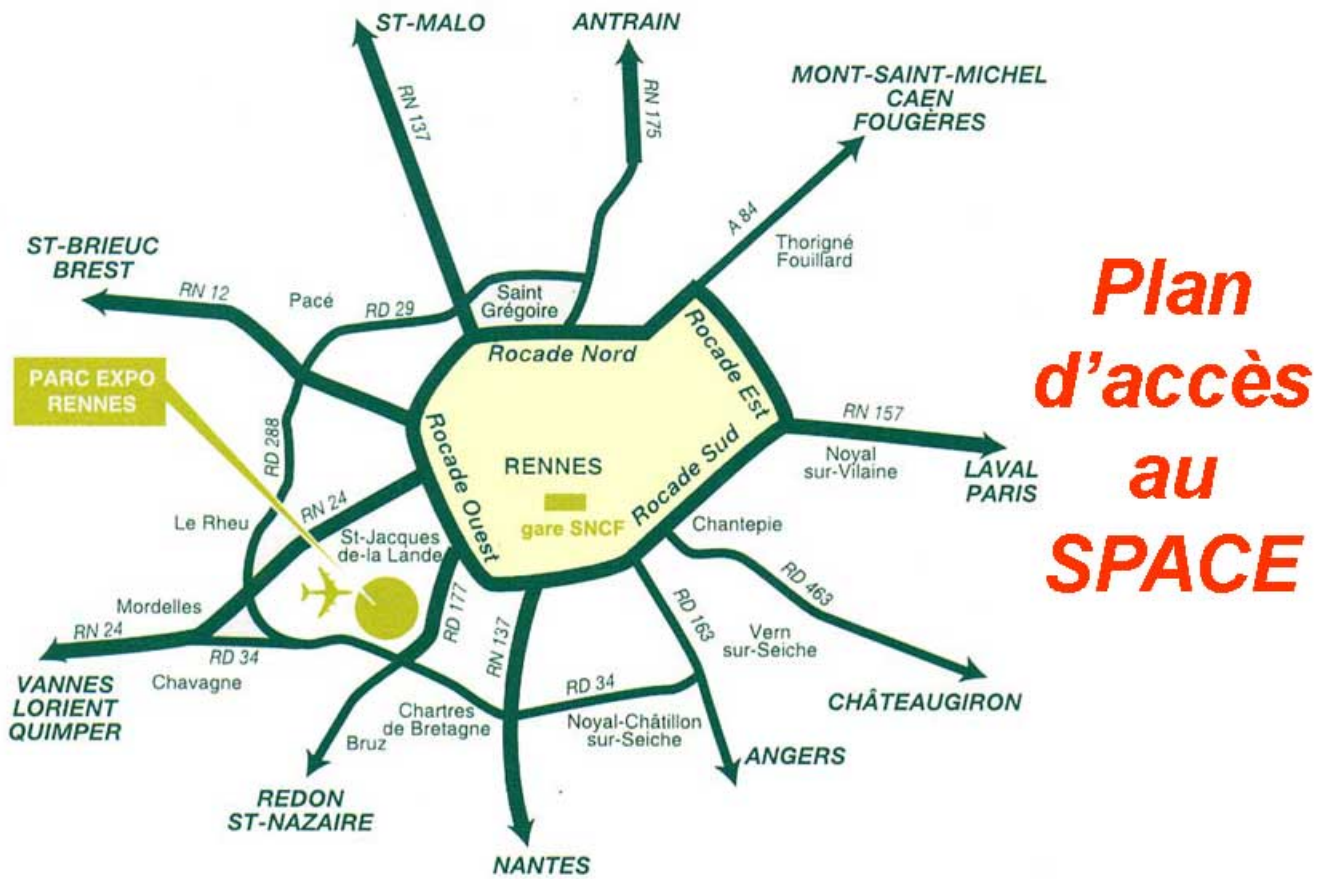 ST-MALO
ANTRAIN
MONT-SAINT-MICHEL
CAEN
FOUGÈRES
RN 137
RN 175
A 84
Thorigné
Fouillard
ST-BRIEUC
BREST
RN 12
Pacé
RD 29
Saint
Grégoire
Rocade Nord
Rocade Est
PARC EXPO
RENNES
RD 288
Rocade Ouest
RENNES
gare SNCF
Rocade Sud
RN 157
Noyal
sur-Vilaine
LAVAL
PARIS
Plan
d'accès
au
SPACE
Le Rheu
RN 24
St-Jacques
de-la Lande
Chantepie
RD 463
Mordelles
RN 24
RD 34
Chavagne
RD 177
RN 137
RD 163
Vern
sur-Seiche
VANNES
LORIENT
QUIMPER
Chartres
de Bretagne
Bruz
RD 34
Noyal-Châtillon
sur-Seiche
CHÂTEAUGIRON
ANGERS
REDON
ST-NAZAIRE
NANTES